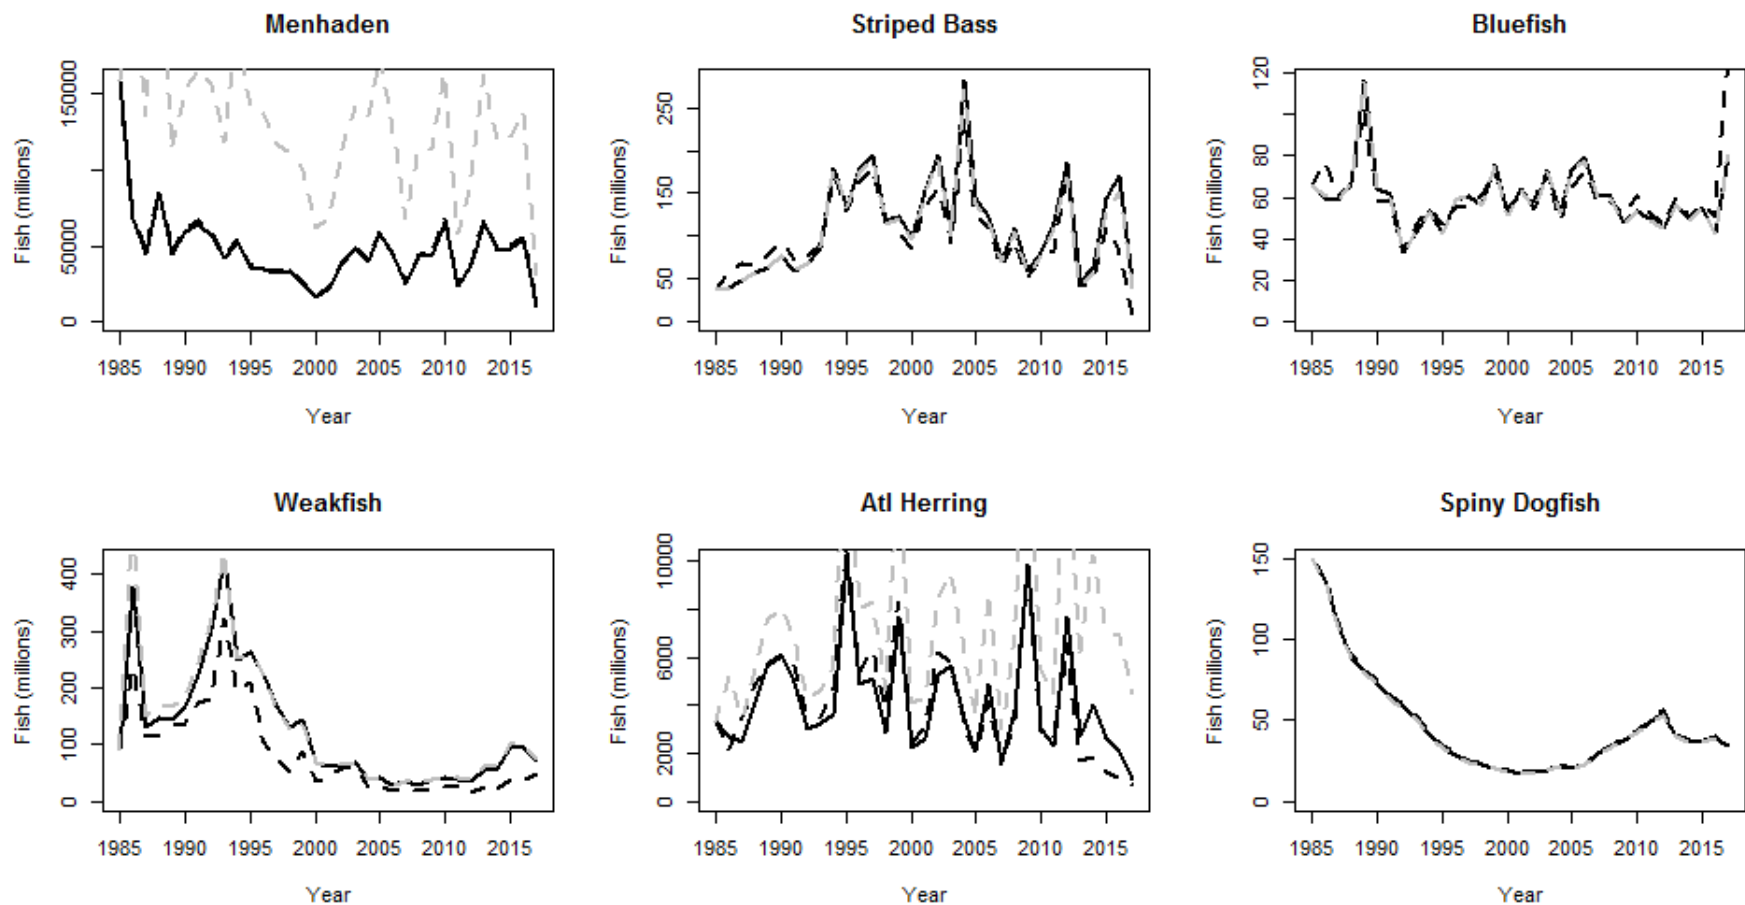 Menhaden
Striped Bass
Bluefish
Fish (millions)
0
50000
150000
1985 1990 1995 2000 2005 2010 2015
Year
Fish (millions)
0
50
150
250
1985 1990 1995 2000 2005 2010 2015
Year
Fish (millions)
0
20
40
60
80
120
1985 1990 1995 2000 2005 2010 2015
Year
Weakfish
Atl Herring
Spiny Dogfish
Fish (millions)
0
100
200
300
400
1985 1990 1995 2000 2005 2010 2015
Year
Fish (millions)
0
2000
6000
10000
1985 1990 1995 2000 2005 2010 2015
Year
Fish (millions)
0
50
100
150
1985 1990 1995 2000 2005 2010 2015
Year